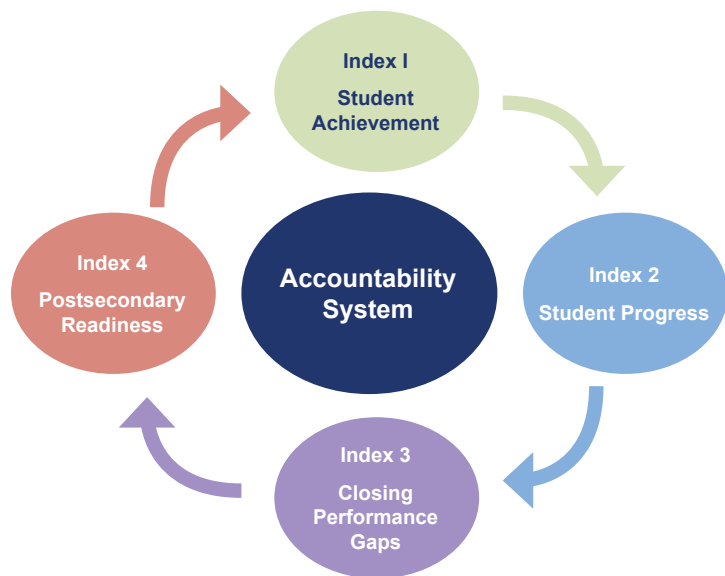 Index I
Student
Achievement
Index 2
Student Progress
Index 3
Closing
Performance
Gaps
Index 4
Postsecondary
Readiness
Accountability
System